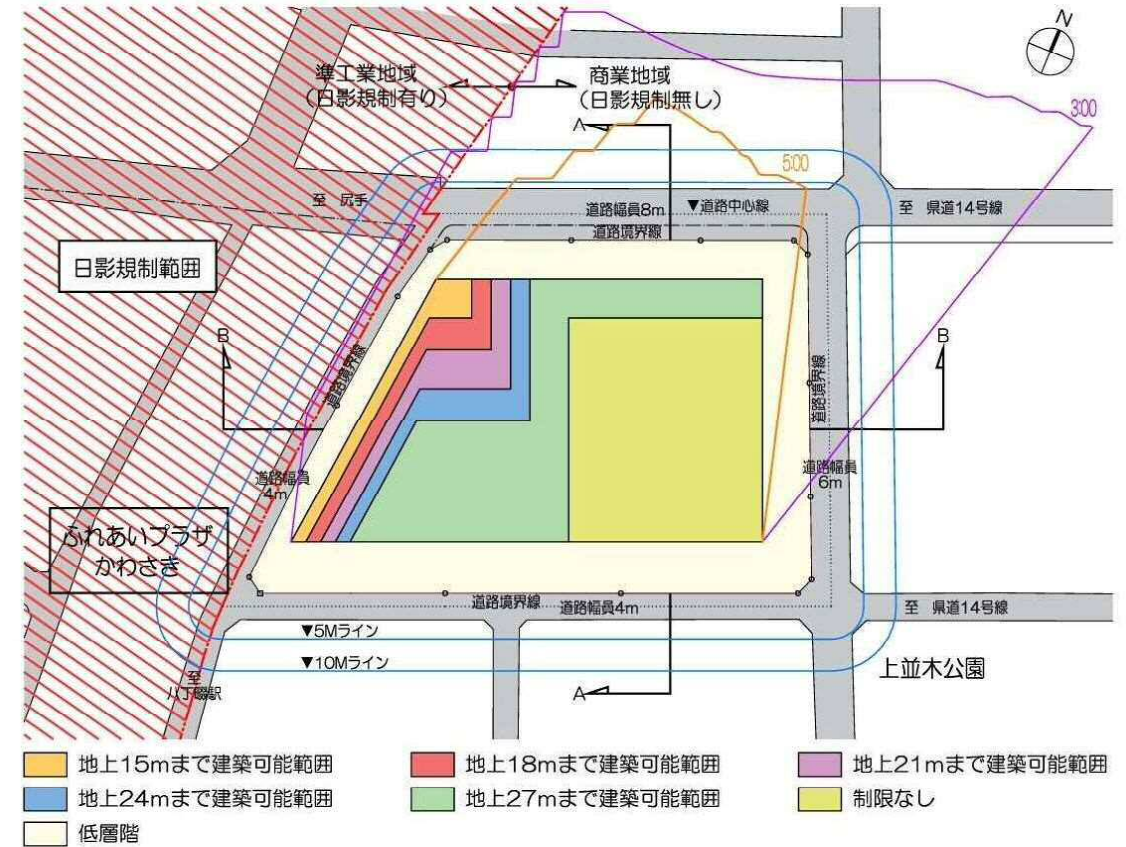 N
準工業地域
(日影規制有り)
商業地域
(日影規制無し)
3:00
A
5:00
至 尻手
道路幅員8m
▼道路中心線
至 県道14号線
道路境界線
日影規制範囲
B
B
道路境界線
道路境界線
道路幅員
4m
道路幅員
6m
ふれあいプラザ
かわさき
道路境界線
道路幅員4m
至 県道14号線
▼5Mライン
▼10Mライン
上並木公園
至
八丁畷駅
A
地上15mまで建築可能範囲
地上18mまで建築可能範囲
地上21mまで建築可能範囲
地上24mまで建築可能範囲
地上27mまで建築可能範囲
制限なし
低層階